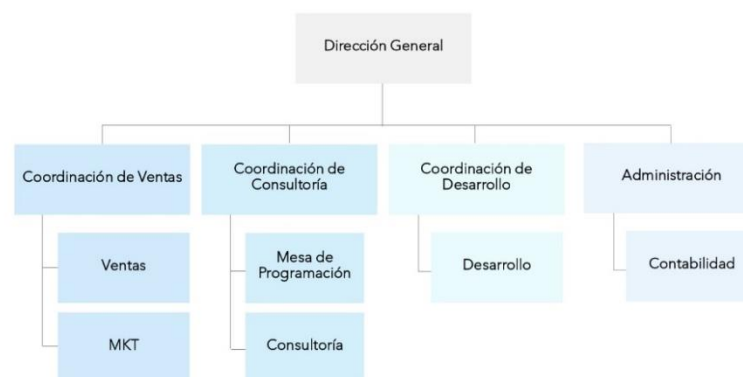 Dirección General
Coordinación de Ventas
Coordinación de
Consultoría
Coordinación de
Desarrollo
Administración
Ventas
Mesa de
Programación
Desarrollo
Contabilidad
MKT
Consultoría